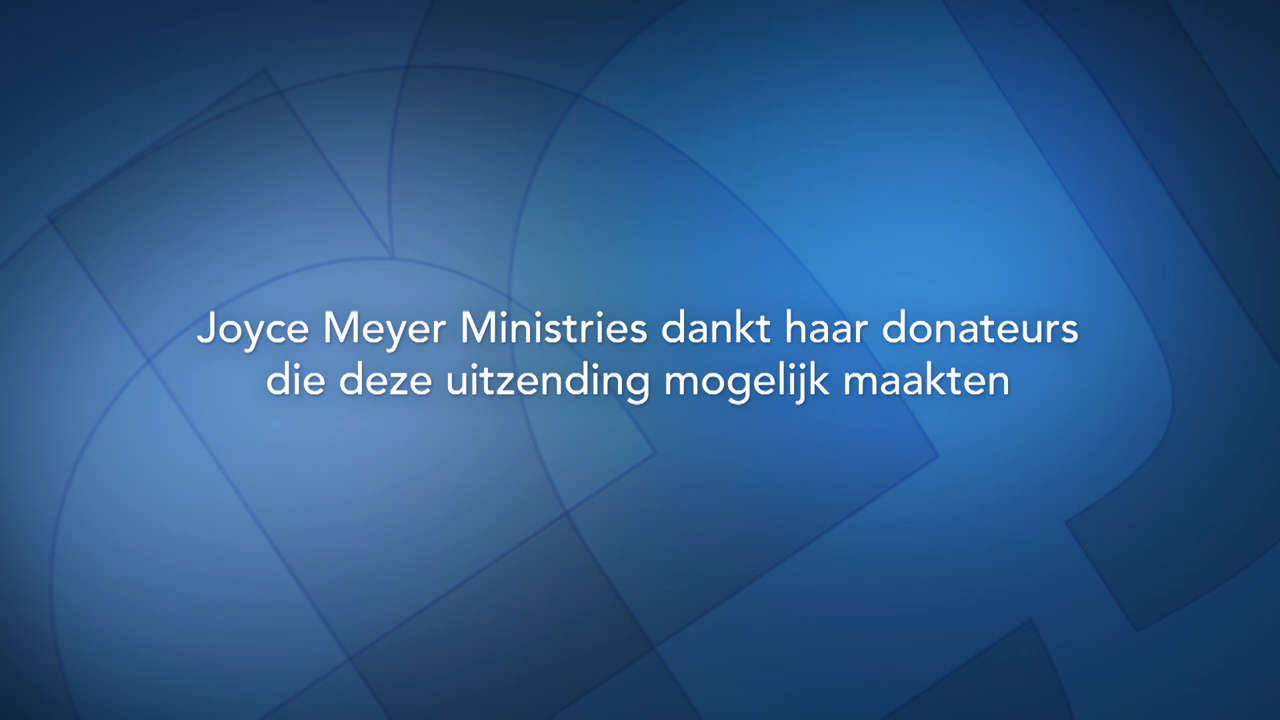 Joyce Meyer Ministries dankt haar donateurs
die deze uitzending mogelijk maakten